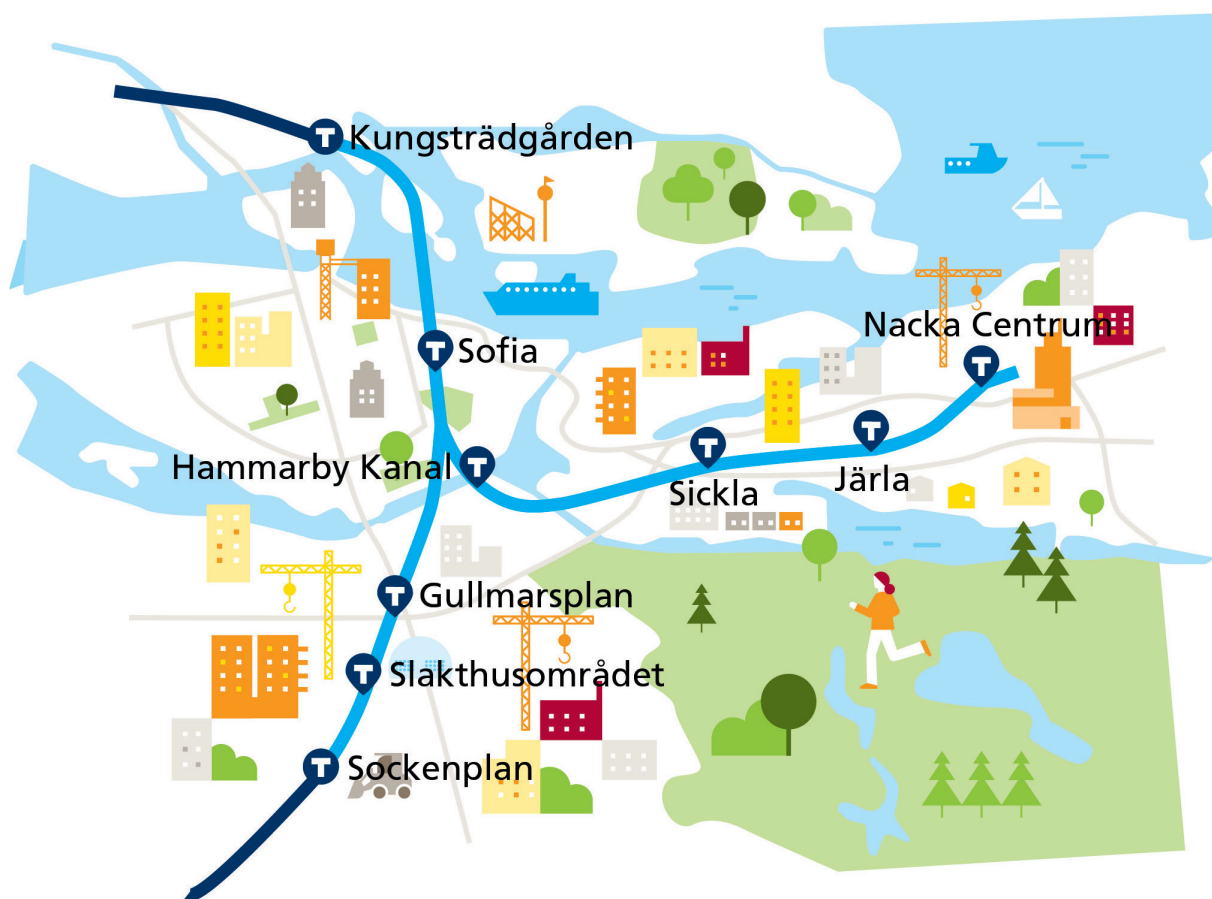 Kungsträdgården
Nacka Centrum
Sofia
Hammarby Kanal
Sickla
Järla
Gullmarsplan
Slakthusområdet
Sockenplan
T
T
T
T
T
T
T
T
T